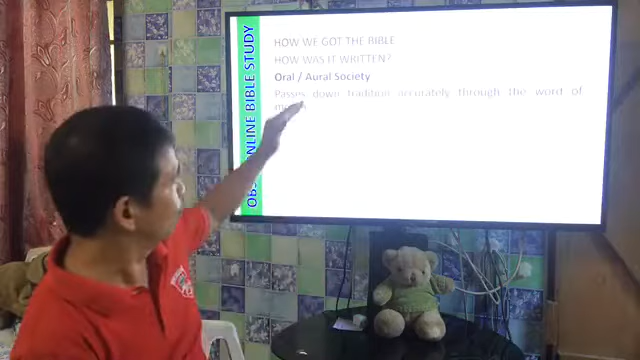 HOW WE GOT THE BIBLE
HOW WAS IT WRITTEN?
Oral / Aural Society
Passes down tradition accurately through the word of
ONLINE BIBLE STUDY